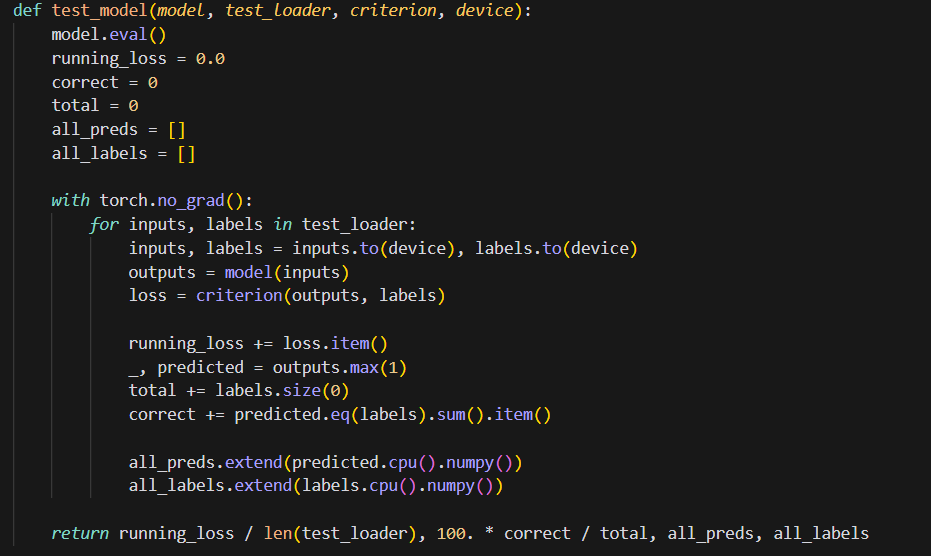 def test_model(model, test_loader, criterion, device):
    model.eval()
    running_loss = 0.0
    correct = 0
    total = 0
    all_preds = []
    all_labels = []

    with torch.no_grad():
        for inputs, labels in test_loader:
            inputs, labels = inputs.to(device), labels.to(device)
            outputs = model(inputs)
            loss = criterion(outputs, labels)

            running_loss += loss.item()
            _, predicted = outputs.max(1)
            total += labels.size(0)
            correct += predicted.eq(labels).sum().item()

            all_preds.extend(predicted.cpu().numpy())
            all_labels.extend(labels.cpu().numpy())

    return running_loss / len(test_loader), 100. * correct / total, all_preds, all_labels